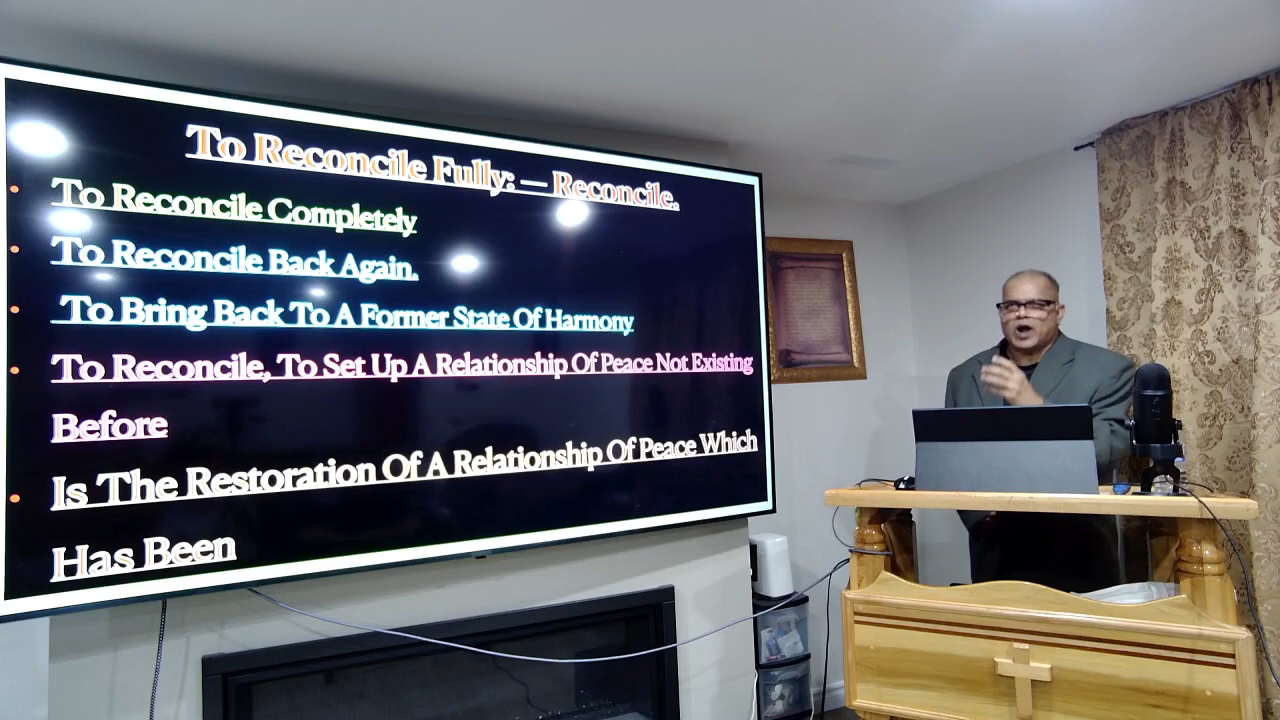 To Reconcile Fully: — Reconcile.
To Reconcile Completely
To Reconcile Back Again.
To Bring Back To A Former State Of Harmony
To Reconcile, To Set Up A Relationship Of Peace Not Existing
Before
Is The Restoration Of A Relationship Of Peace Which
Has Been